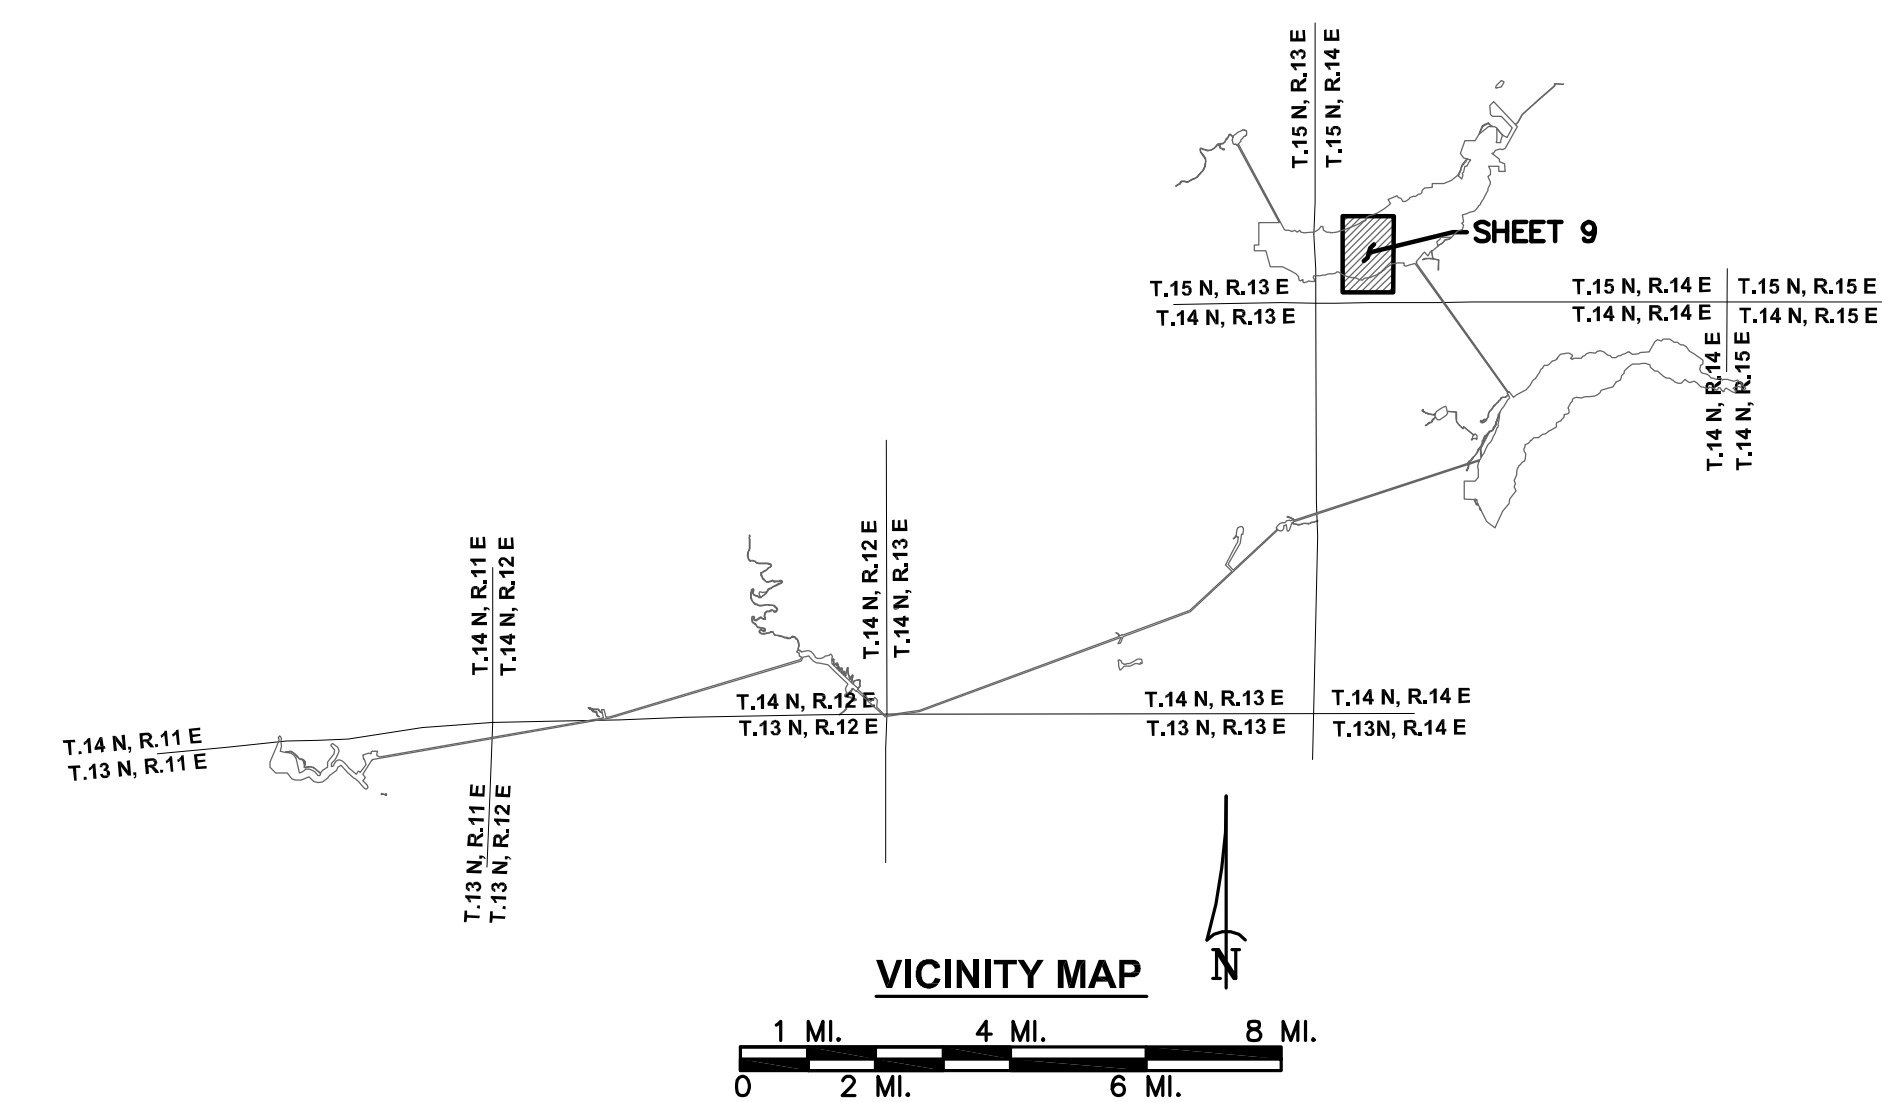 T.15 N, R.13 E
T.15 N, R.14 E
SHEET 9
T.15 N, R.13 E
T.14 N, R.13 E
T.15 N, R.14 E
T.14 N, R.14 E
T.15 N, R.15 E
T.14 N, R.15 E
T.14 N, R.14 E
T.14 N, R.15 E
T.14 N, R.12 E
T.14 N, R.13 E
T.14 N, R.11 E
T.14 N, R.12 E
T.14 N, R.12 E
T.13 N, R.12 E
T.14 N, R.13 E
T.13 N, R.13 E
T.14 N, R.14 E
T.13N, R.14 E
T.14 N, R.11 E
T.13 N, R.11 E
T.13 N, R.11 E
T.13 N, R.12 E
N
VICINITY MAP
1 MI. 4 MI. 8 MI.
0 2 MI. 6 MI.